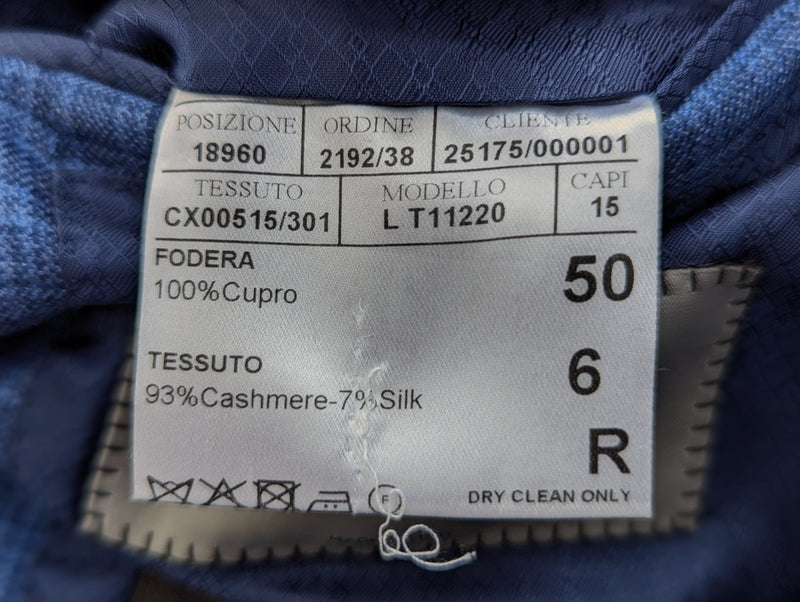 POSIZIONE ORDINE CLIENTE
18960 2192/38 25175/000001
TESSUTO MODELLO CAPI
CX00515/301 L T11220 15
FODERA
100%Cupro
50
TESSUTO
93%Cashmere-7%Silk
6
R
F
DRY CLEAN ONLY